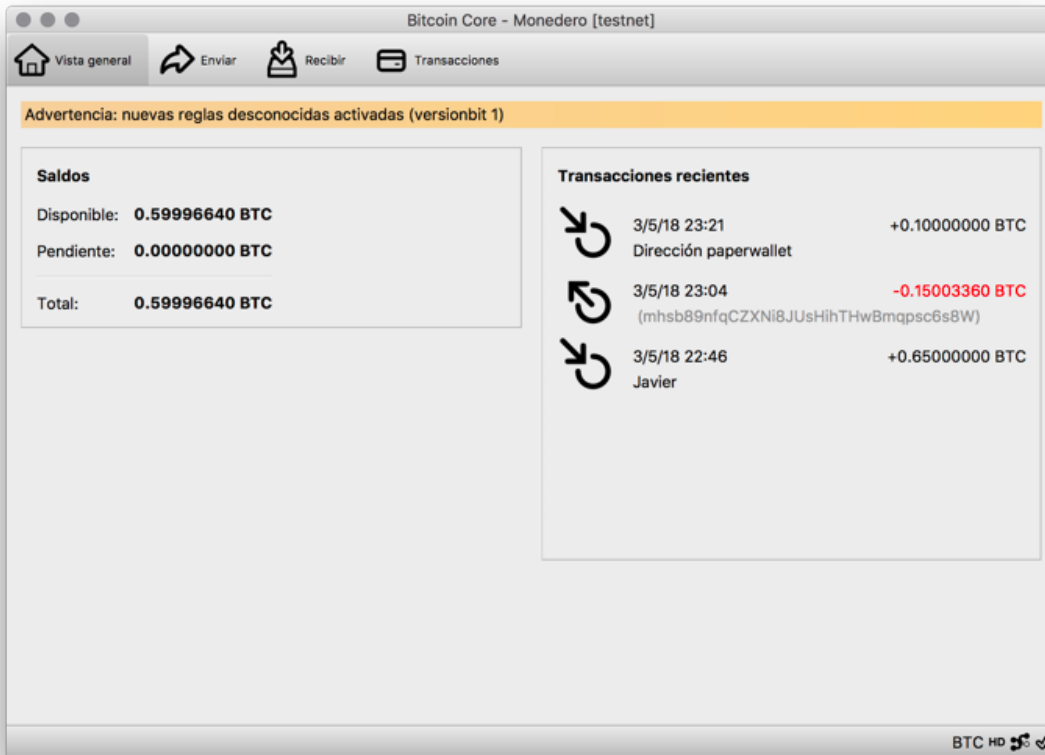 Bitcoin Core - Monedero [testnet]
Vista general Enviar Recibir Transacciones
Advertencia: nuevas reglas desconocidas activadas (versionbit 1)
Saldos
Disponible: 0.59996640 BTC
Pendiente: 0.00000000 BTC
Total: 0.59996640 BTC
Transacciones recientes
3/5/18 23:21 +0.10000000 BTC
Dirección paperwallet
3/5/18 23:04 -0.15003360 BTC
(mhsb89nfqCZXNi8JUsHihTHwBmqpsc6s8W)
3/5/18 22:46 +0.65000000 BTC
Javier
BTC HD